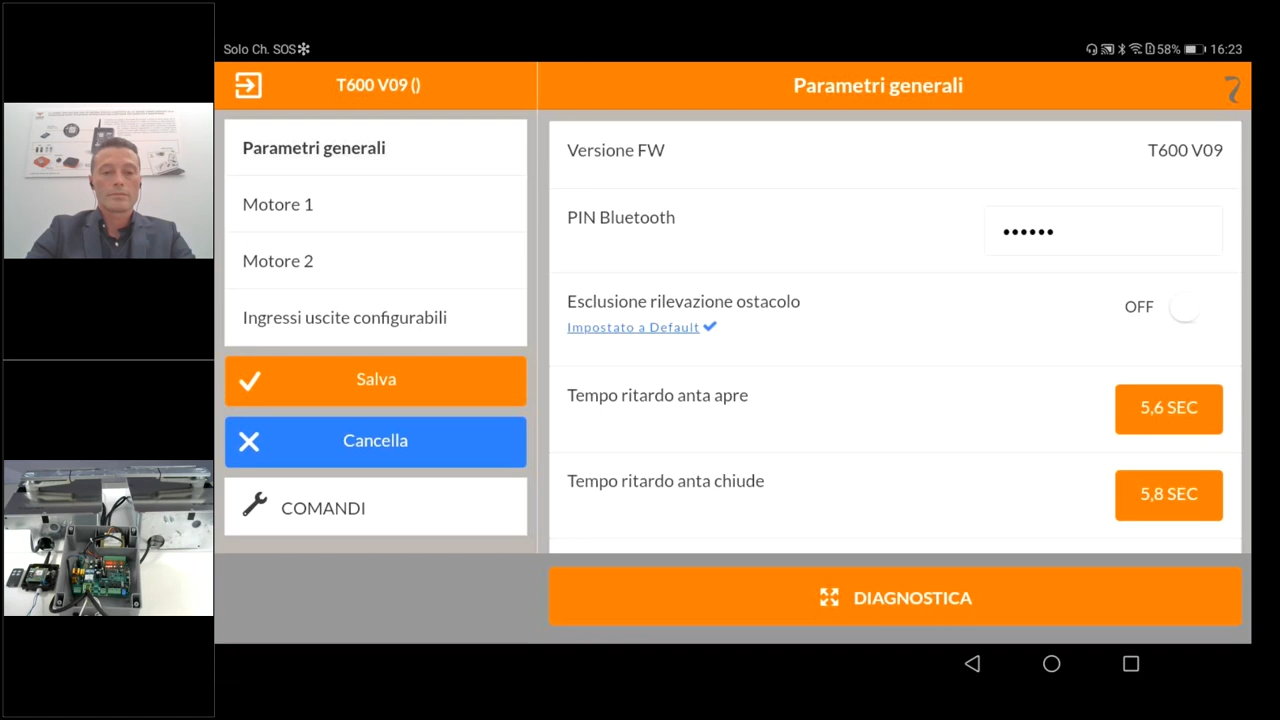 Solo Ch. SOS
58% 16:23
T600 V09 ()
Parametri generali
Parametri generali
Motore 1
Motore 2
Ingressi uscite configurabili
Salva
Cancella
COMANDI
Versione FW
T600 V09
PIN Bluetooth
••••••
Esclusione rilevazione ostacolo
OFF
Impostato a Default
Tempo ritardo anta apre
5,6 SEC
Tempo ritardo anta chiude
5,8 SEC
DIAGNOSTICA